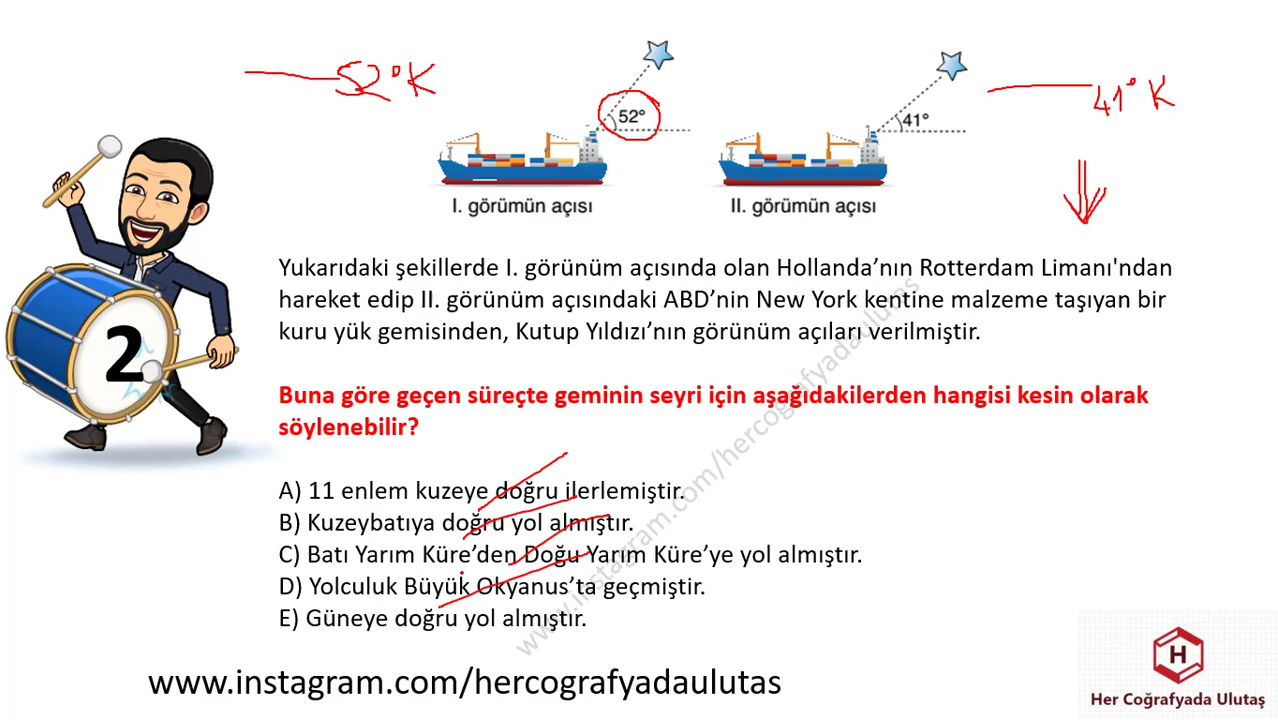 52°K
52°
41°
41° K
I. görümün açısı
II. görümün açısı
Yukarıdaki şekillerde I. görünüm açısında olan Hollanda’nın Rotterdam Limanı'ndan
hareket edip II. görünüm açısındaki ABD’nin New York kentine malzeme taşıyan bir
kuru yük gemisinden, Kutup Yıldızı’nın görünüm açıları verilmiştir.
2
Buna göre geçen süreçte geminin seyri için aşağıdakilerden hangisi kesin olarak
söylenebilir?
A) 11 enlem kuzeye doğru ilerlemiştir.
B) Kuzeybatıya doğru yol almıştır.
C) Batı Yarım Küre’den Doğu Yarım Küre’ye yol almıştır.
D) Yolculuk Büyük Okyanus’ta geçmiştir.
E) Güneye doğru yol almıştır.
www.instagram.com/hercografyadaulutas
www.instagram.com/hercografyadaulutas
H
Her Coğrafyada Ulutaş